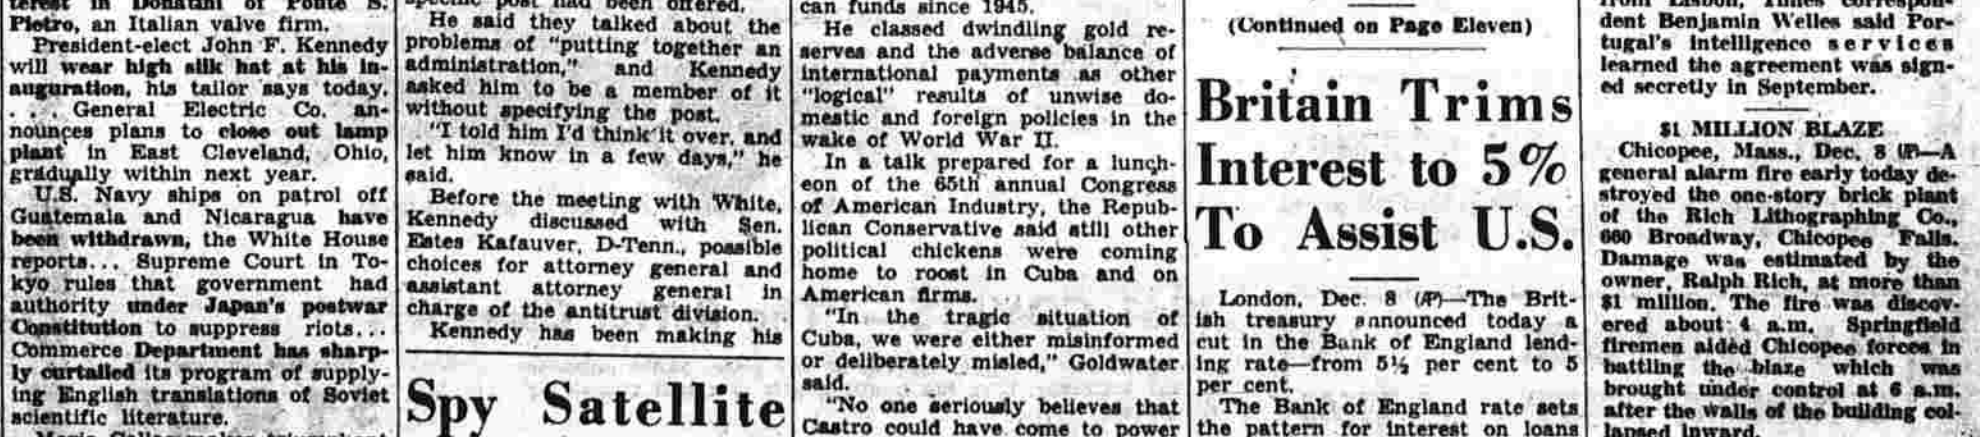 terest in Donatani of Ponte S.
Pietro, an Italian valve firm.
President-elect John F. Kennedy
will wear high silk hat at his in-
auguration, his tailor says today.
. . . General Electric Co. an-
nounces plans to close out lamp
plant in East Cleveland, Ohio,
gradually within next year.
U.S. Navy ships on patrol off
Guatemala and Nicaragua have
been withdrawn, the White House
reports... Supreme Court in To-
kyo rules that government had
authority under Japan's postwar
Constitution to suppress riots...
Commerce Department has sharp-
ly curtailed its program of supply-
ing English translations of Soviet
scientific literature.
specific post had been offered.
He said they talked about the
problems of "putting together an
administration," and Kennedy
asked him to be a member of it
without specifying the post.
"I told him I'd think it over, and
let him know in a few days," he
said.
Before the meeting with White,
Kennedy discussed with Sen.
Estes Kafauver, D-Tenn., possible
choices for attorney general and
assistant attorney general in
charge of the antitrust division.
Kennedy has been making his
Spy Satellite
can funds since 1945.
He classed dwindling gold re-
serves and the adverse balance of
international payments as other
"logical" results of unwise do-
mestic and foreign policies in the
wake of World War II.
In a talk prepared for a lunch-
eon of the 65th annual Congress
of American Industry, the Repub-
lican Conservative said still other
political chickens were coming
home to roost in Cuba and on
American firms.
"In the tragic situation of
Cuba, we were either misinformed
or deliberately misled," Goldwater
said.
"No one seriously believes that
Castro could have come to power
(Continued on Page Eleven)
Britain Trims
Interest to 5%
To Assist U.S.
London, Dec. 8 (AP)—The Brit-
ish treasury announced today a
cut in the Bank of England lend-
ing rate—from 5½ per cent to 5
per cent.
The Bank of England rate sets
the pattern for interest on loans
from Lisbon, Times correspon-
dent Benjamin Welles said Por-
tugal's intelligence services
learned the agreement was sign-
ed secretly in September.
$1 MILLION BLAZE
Chicopee, Mass., Dec. 8 (AP)—A
general alarm fire early today de-
stroyed the one-story brick plant
of the Rich Lithographing Co.,
660 Broadway, Chicopee Falls.
Damage was estimated by the
owner, Ralph Rich, at more than
$1 million. The fire was discov-
ered about 4 a.m. Springfield
firemen aided Chicopee forces in
battling the blaze which was
brought under control at 6 a.m.
after the walls of the building col-
lapsed inward.